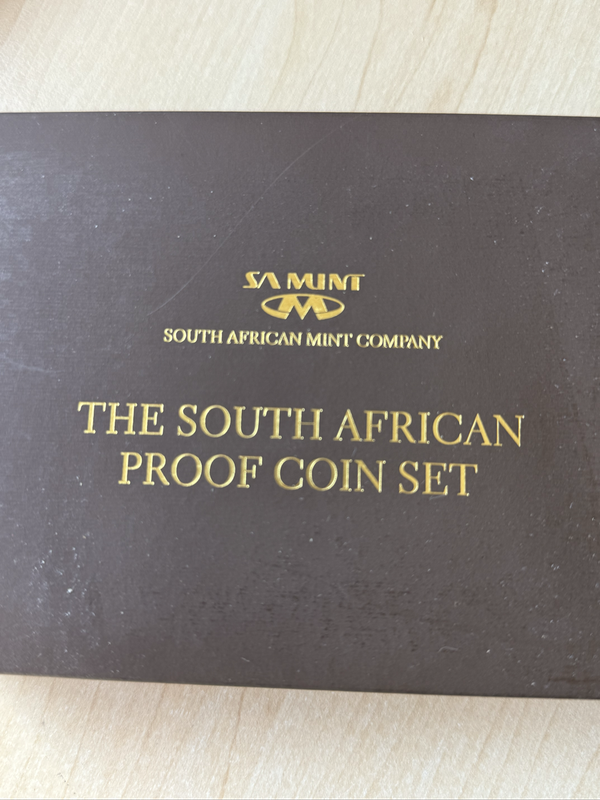 SA MINT
SOUTH AFRICAN MINT COMPANY
THE SOUTH AFRICAN
PROOF COIN SET